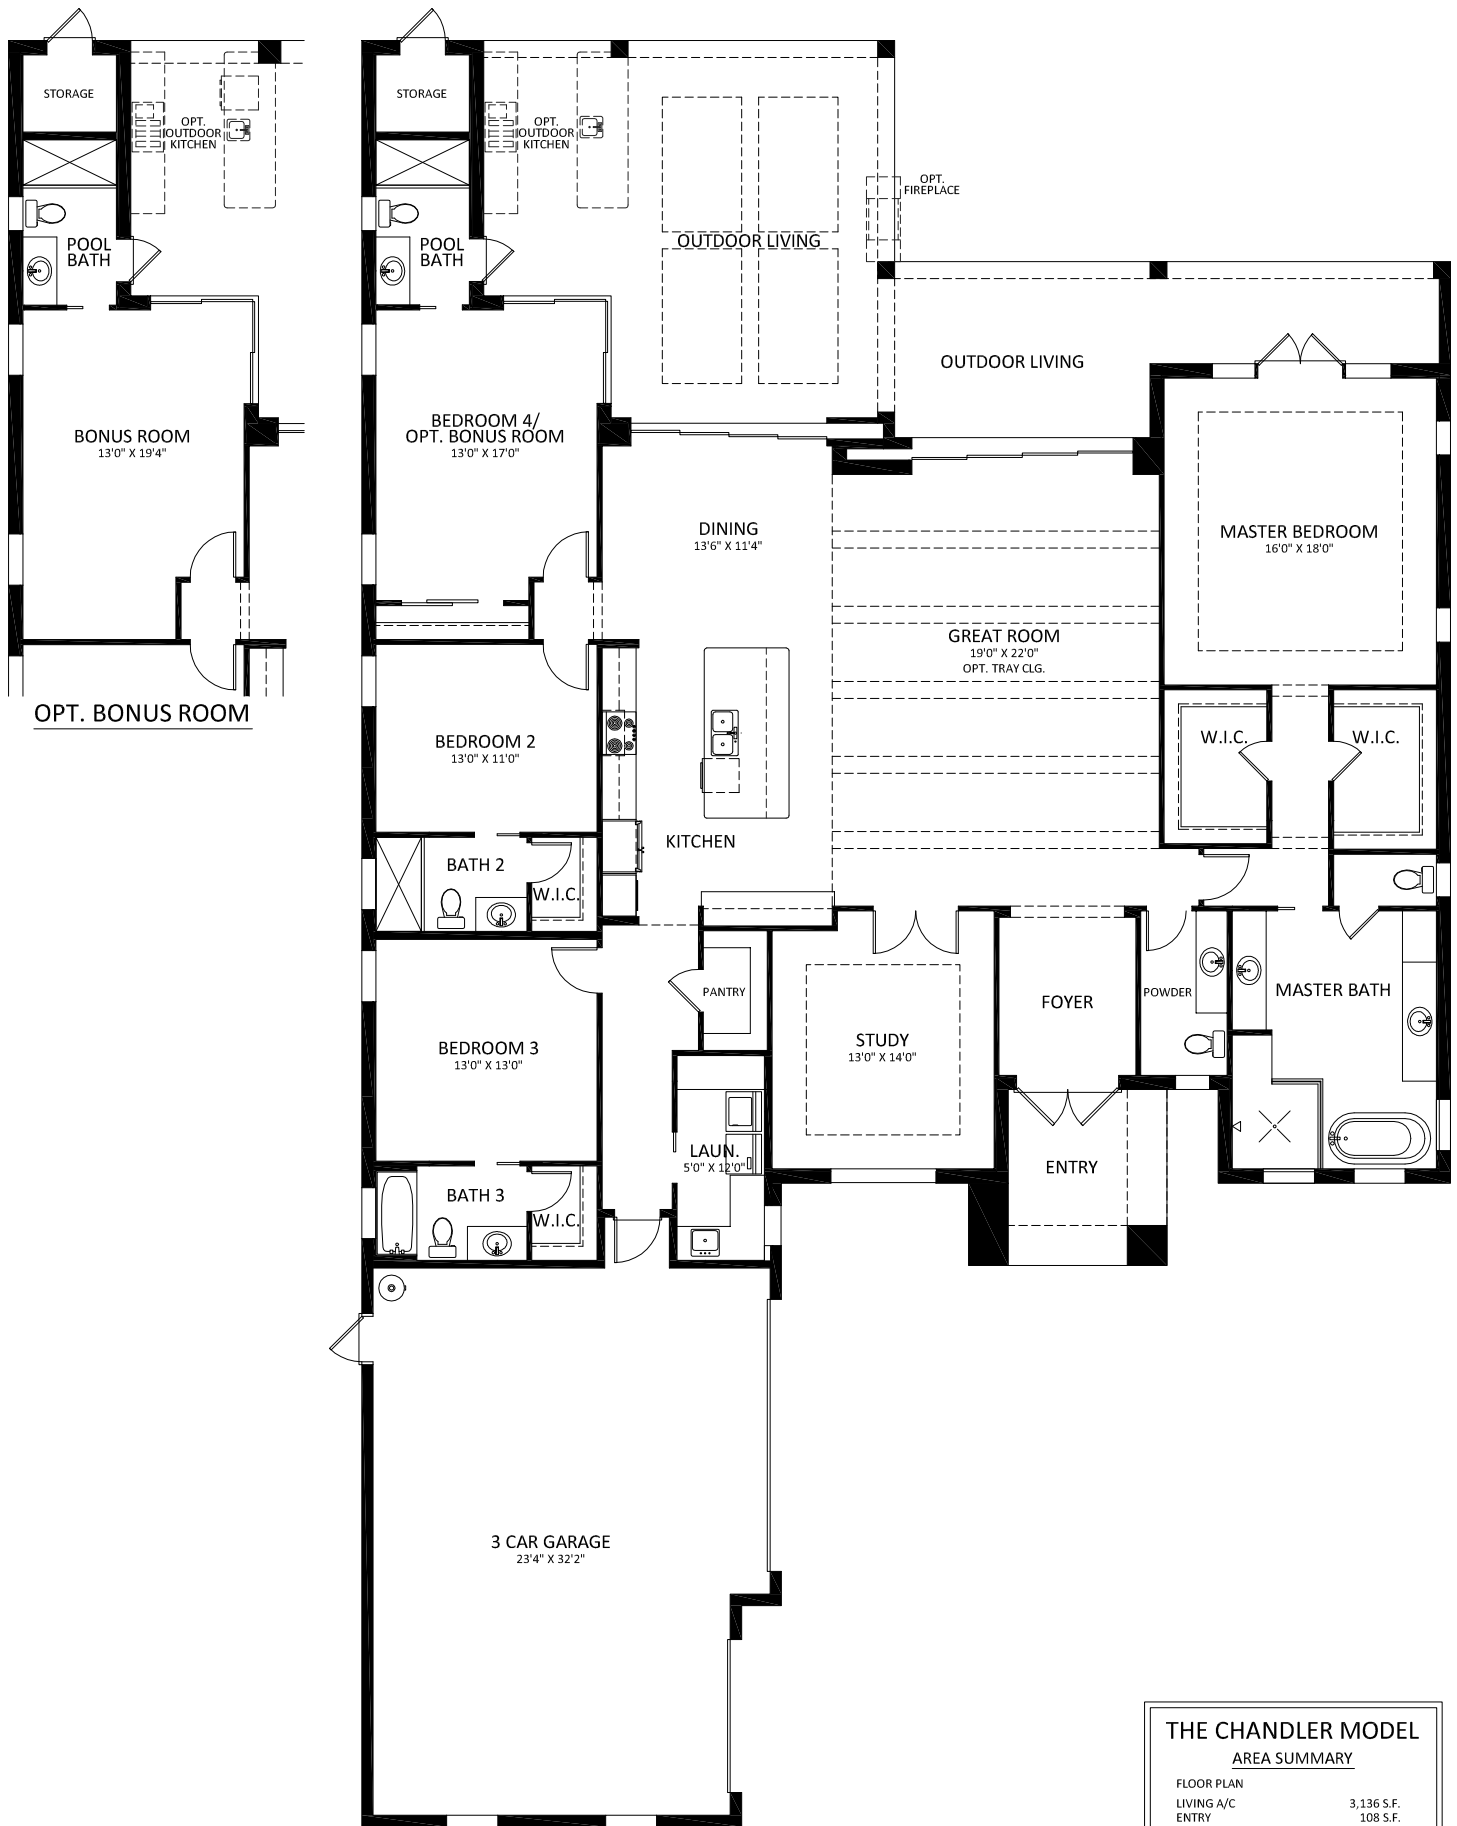 STORAGE
OPT.
OUTDOOR
KITCHEN
POOL
BATH
BONUS ROOM
13'0" X 19'4"
OPT. BONUS ROOM
STORAGE
OPT.
OUTDOOR
KITCHEN
POOL
BATH
OUTDOOR LIVING
OPT.
FIREPLACE
OUTDOOR LIVING
BEDROOM 4/
OPT. BONUS ROOM
13'0" X 17'0"
DINING
13'6" X 11'4"
MASTER BEDROOM
16'0" X 18'0"
GREAT ROOM
19'0" X 22'0"
OPT. TRAY CLG.
BEDROOM 2
13'0" X 11'0"
W.I.C.
W.I.C.
KITCHEN
BATH 2
W.I.C.
PANTRY
FOYER
POWDER
MASTER BATH
BEDROOM 3
13'0" X 13'0"
STUDY
13'0" X 14'0"
LAUN.
5'0" X 12'0"
ENTRY
BATH 3
W.I.C.
3 CAR GARAGE
23'4" X 32'2"
THE CHANDLER MODEL
AREA SUMMARY
FLOOR PLAN
LIVING A/C 3,136 S.F.
ENTRY 108 S.F.